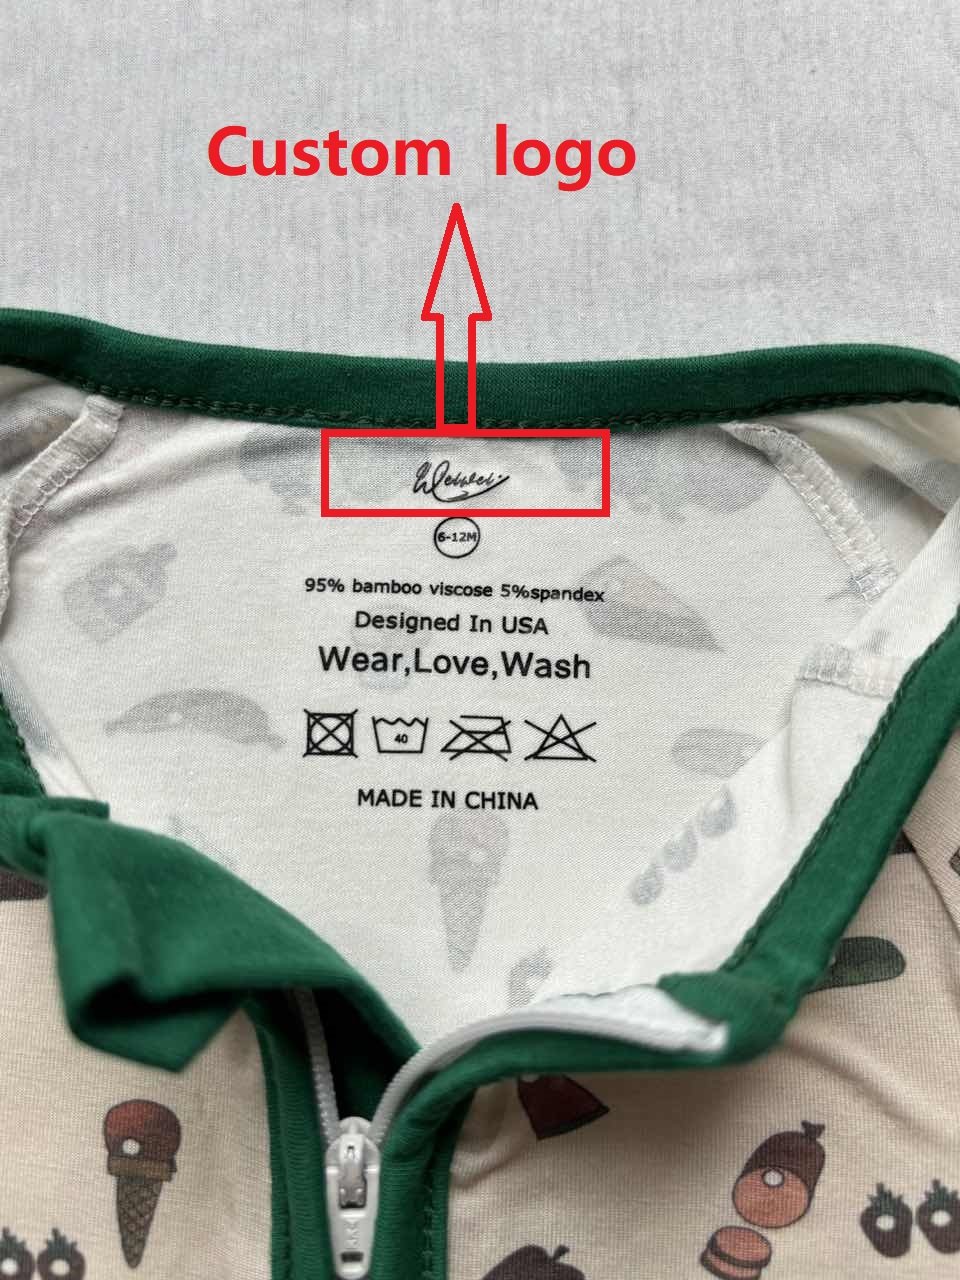 Custom logo
Weiwei.
6-12M
95% bamboo viscose 5%spandex
Designed In USA
Wear,Love,Wash
40
MADE IN CHINA